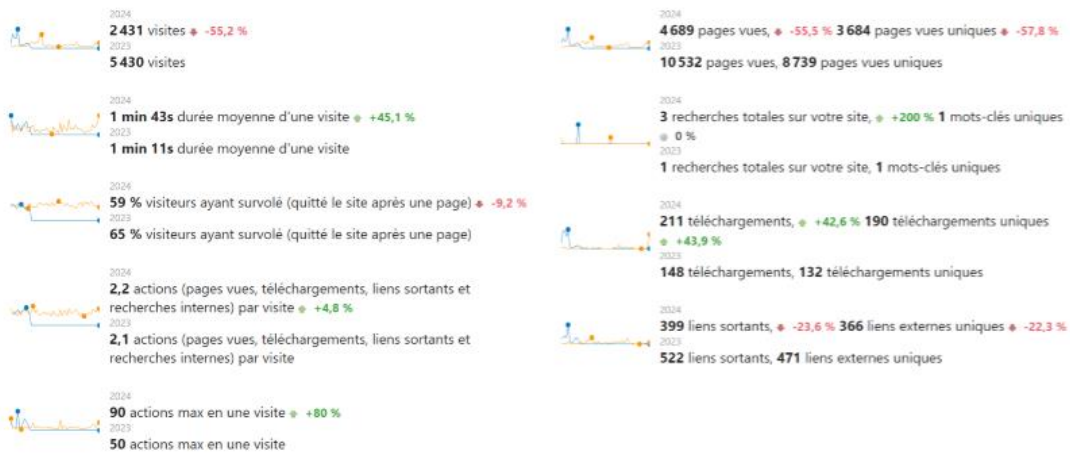 2024
2 431 visites -55,2 %
2023
5 430 visites
2024
1 min 43s durée moyenne d'une visite +45,1 %
2023
1 min 11s durée moyenne d'une visite
2024
59 % visiteurs ayant survolé (quitté le site après une page) -9,2 %
2023
65 % visiteurs ayant survolé (quitté le site après une page)
2024
2,2 actions (pages vues, téléchargements, liens sortants et
recherches internes) par visite +4,8 %
2023
2,1 actions (pages vues, téléchargements, liens sortants et
recherches internes) par visite
2024
90 actions max en une visite +80 %
2023
50 actions max en une visite
2024
4 689 pages vues, -55,5 % 3 684 pages vues uniques -57,8 %
2023
10 532 pages vues, 8 739 pages vues uniques
2024
3 recherches totales sur votre site, +200 % 1 mots-clés uniques
0 %
2023
1 recherches totales sur votre site, 1 mots-clés uniques
2024
211 téléchargements, +42,6 % 190 téléchargements uniques
+43,9 %
2023
148 téléchargements, 132 téléchargements uniques
2024
399 liens sortants, -23,6 % 366 liens externes uniques -22,3 %
2023
522 liens sortants, 471 liens externes uniques